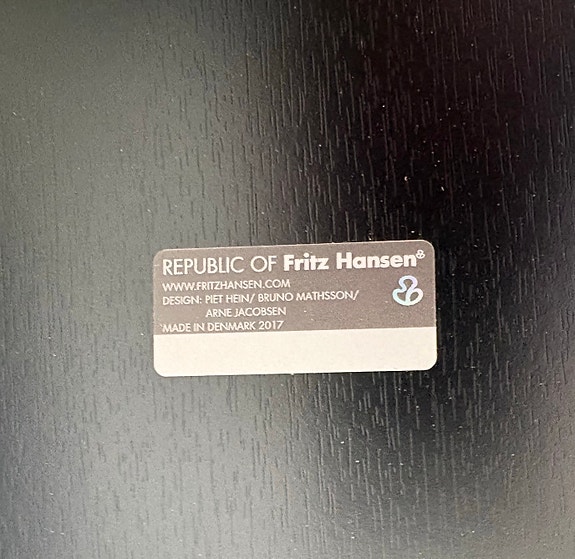 REPUBLIC OF Fritz Hansen®
WWW.FRITZHANSEN.COM
DESIGN: PIET HEIN/ BRUNO MATHSSON/
ARNE JACOBSEN
MADE IN DENMARK 2017